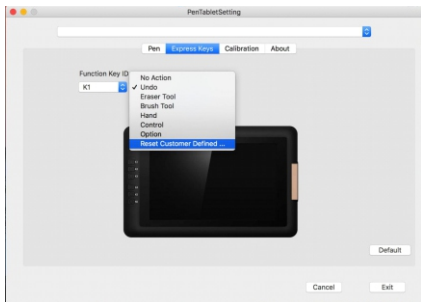 PenTabletSetting
Pen Express Keys Calibration About
Function Key ID
K1
No Action
✓ Undo
Eraser Tool
Brush Tool
Hand
Control
Option
Reset Customer Defined ...
Default
Cancel Exit